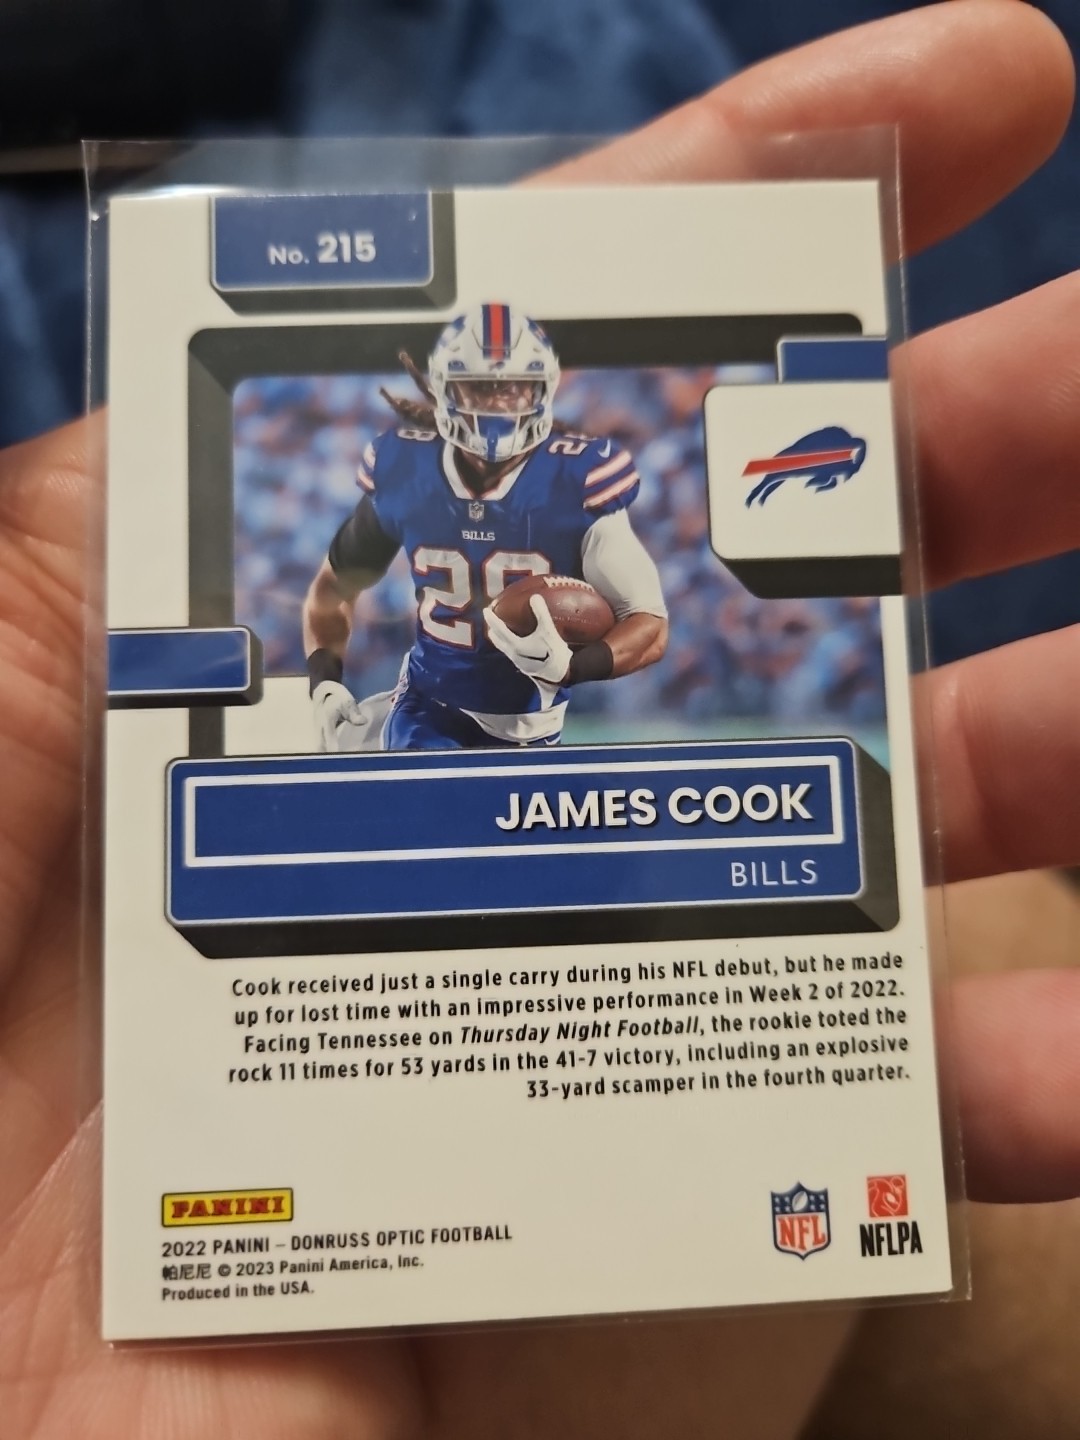 No. 215
28
28
BILLS
28
JAMES COOK
BILLS
Cook received just a single carry during his NFL debut, but he made
up for lost time with an impressive performance in Week 2 of 2022.
Facing Tennessee on Thursday Night Football, the rookie toted the
rock 11 times for 53 yards in the 41-7 victory, including an explosive
33-yard scamper in the fourth quarter.
PANINI
2022 PANINI – DONRUSS OPTIC FOOTBALL
帕尼尼 © 2023 Panini America, Inc.
Produced in the USA.
NFL
NFLPA